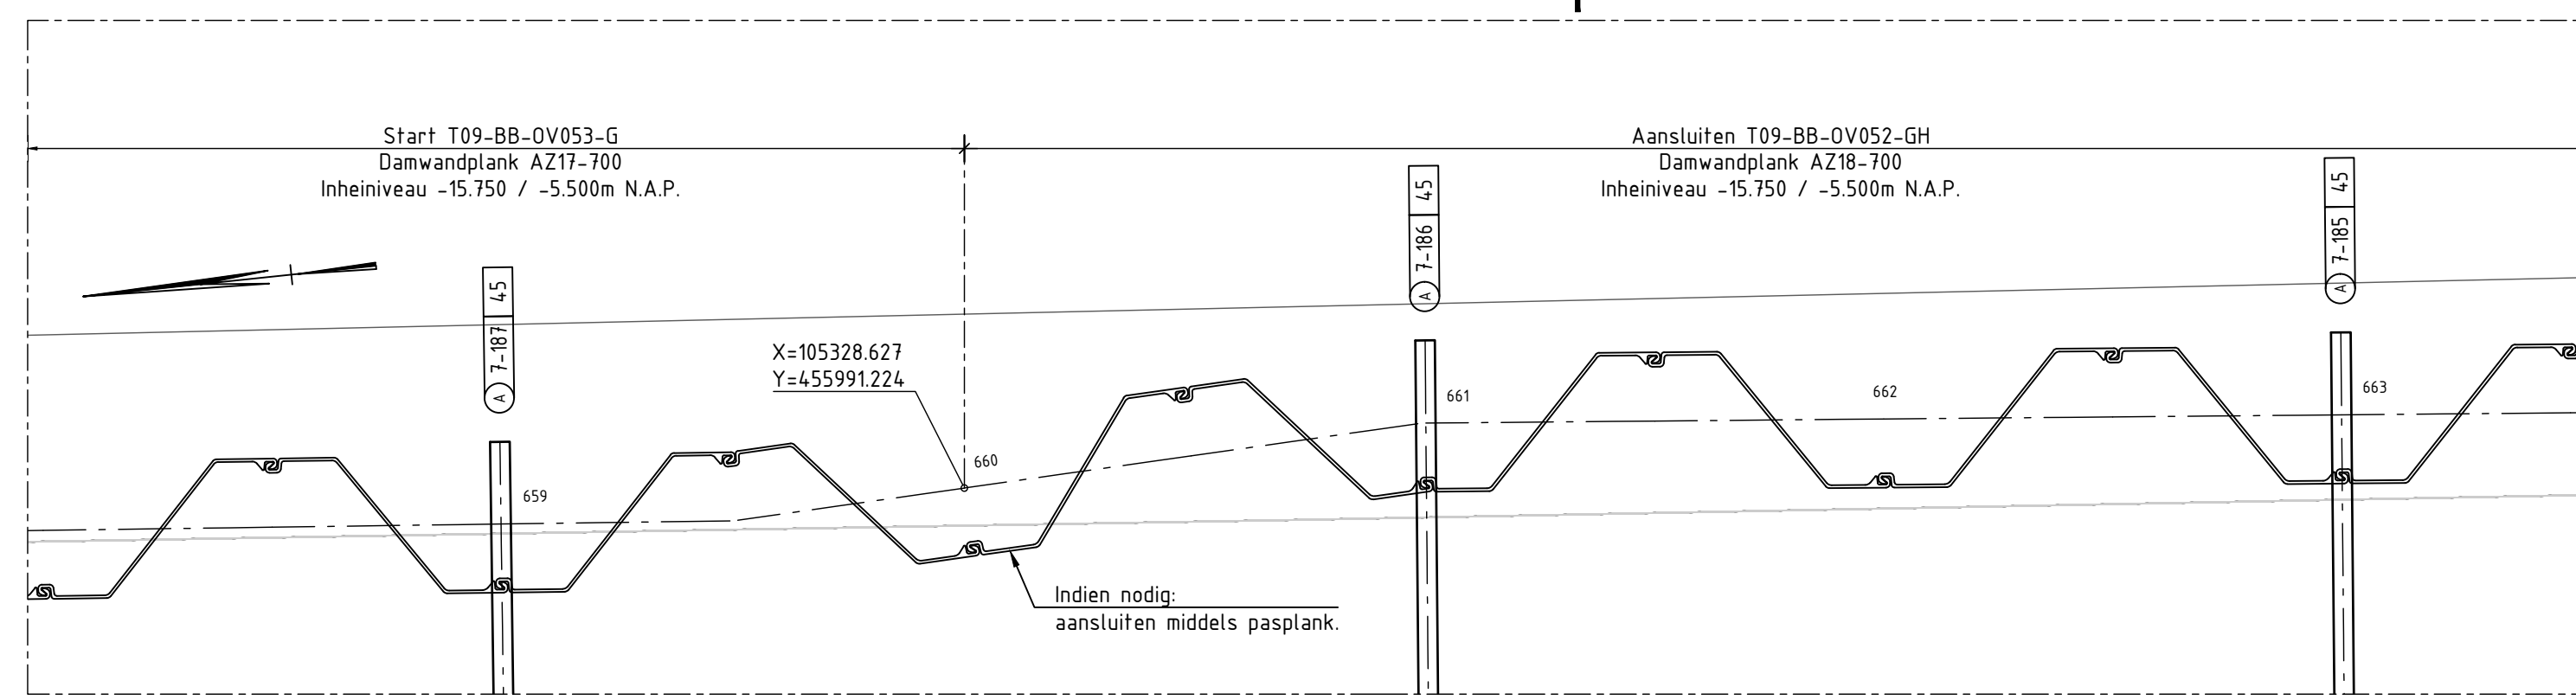 Start T09-BB-OV053-G
Damwandplank AZ17-700
Inheiniveau -15.750 / -5.500m N.A.P.
Aansluiten T09-BB-OV052-GH
Damwandplank AZ18-700
Inheiniveau -15.750 / -5.500m N.A.P.
A 7-187 45
A 7-186 45
A 7-185 45
X=105328.627
Y=455991.224
659
660
661
662
663
Indien nodig:
aansluiten middels pasplank.